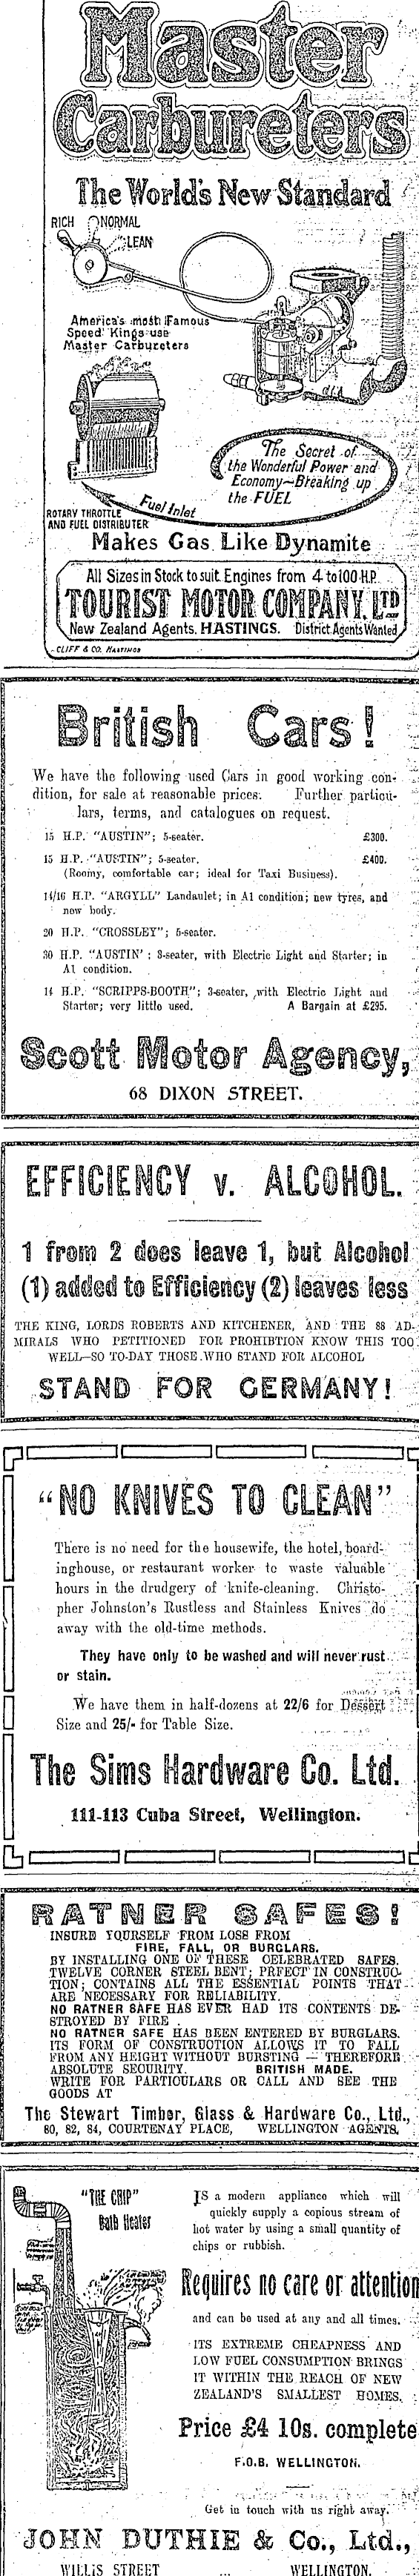 Master
Carbureters
The World's New Standard
RICH NORMAL
LEAN
America's most Famous
Speed Kings use
Master Carbureters
The Secret of
the Wonderful Power and
Economy—Breaking up
the FUEL
Fuel Inlet
ROTARY THROTTLE
AND FUEL DISTRIBUTER
Makes Gas Like Dynamite
All Sizes in Stock to suit Engines from 4 to 100 H.P.
TOURIST MOTOR COMPANY, LTD
New Zealand Agents. HASTINGS. District Agents Wanted
CLIFF & CO. HASTINGS
British Cars!
We have the following used Cars in good working con-
dition, for sale at reasonable prices. Further particu-
lars, terms, and catalogues on request.
15 H.P. "AUSTIN"; 5-seater. £300.
15 H.P. "AUSTIN"; 5-seater. £400.
(Roomy, comfortable car; ideal for Taxi Business).
14/16 H.P. "ARGYLL" Landaulet; in A1 condition; new tyres, and
new body.
20 H.P. "CROSSLEY"; 5-seater.
30 H.P. "AUSTIN' : 8-seater, with Electric Light and Starter; in
A1 condition.
14 H.P. "SCRIPPS-BOOTH"; 3-seater, with Electric Light and
Starter; very little used. A Bargain at £295.
Scott Motor Agency,
68 DIXON STREET.
EFFICIENCY v. ALCOHOL.
1 from 2 does leave 1, but Alcohol
(1) added to Efficiency (2) leaves less
THE KING, LORDS ROBERTS AND KITCHENER, AND THE 88 AD-
MIRALS WHO PETITIONED FOR PROHIBTION KNOW THIS TOO
WELL—SO TO-DAY THOSE WHO STAND FOR ALCOHOL
STAND FOR GERMANY!
"NO KNIVES TO CLEAN"
There is no need for the housewife, the hotel, board-
inghouse, or restaurant worker to waste valuable
hours in the drudgery of knife-cleaning. Christo-
pher Johnston's Rustless and Stainless Knives do
away with the old-time methods.
They have only to be washed and will never rust
or stain.
We have them in half-dozens at 22/6 for Dessert
Size and 25/- for Table Size.
The Sims Hardware Co. Ltd.
111-113 Cuba Street, Wellington.
RATNER SAFES!
INSURE YOURSELF FROM LOSS FROM
FIRE, FALL, OR BURGLARS.
BY INSTALLING ONE OF THESE CELEBRATED SAFES.
TWELVE CORNER STEEL BENT; PRFECT IN CONSTRUC-
TION; CONTAINS ALL THE ESSENTIAL POINTS THAT
ARE NECESSARY FOR RELIABILITY.
NO RATNER SAFE HAS EVER HAD ITS CONTENTS DE-
STROYED BY FIRE .
NO RATNER SAFE HAS BEEN ENTERED BY BURGLARS.
ITS FORM OF CONSTRUCTION ALLOWS IT TO FALL
FROM ANY HEIGHT WITHOUT BURSTING — THEREFORE
ABSOLUTE SECURITY. BRITISH MADE.
WRITE FOR PARTICULARS OR CALL AND SEE THE
GOODS AT
The Stewart Timber, Glass & Hardware Co., Ltd.,
80, 82, 84, COURTENAY PLACE, WELLINGTON AGENTS.
"THE CHIP"
Bath Heater
IS a modern appliance which will
quickly supply a copious stream of
hot water by using a small quantity of
chips or rubbish.
Requires no care or attention
and can be used at any and all times.
ITS EXTREME CHEAPNESS AND
LOW FUEL CONSUMPTION BRINGS
IT WITHIN THE REACH OF NEW
ZEALAND'S SMALLEST HOMES.
Price £4 10s. complete
F.O.B. WELLINGTON.
Get in touch with us right away.
JOHN DUTHIE & Co., Ltd.,
WILLIS STREET ... WELLINGTON.